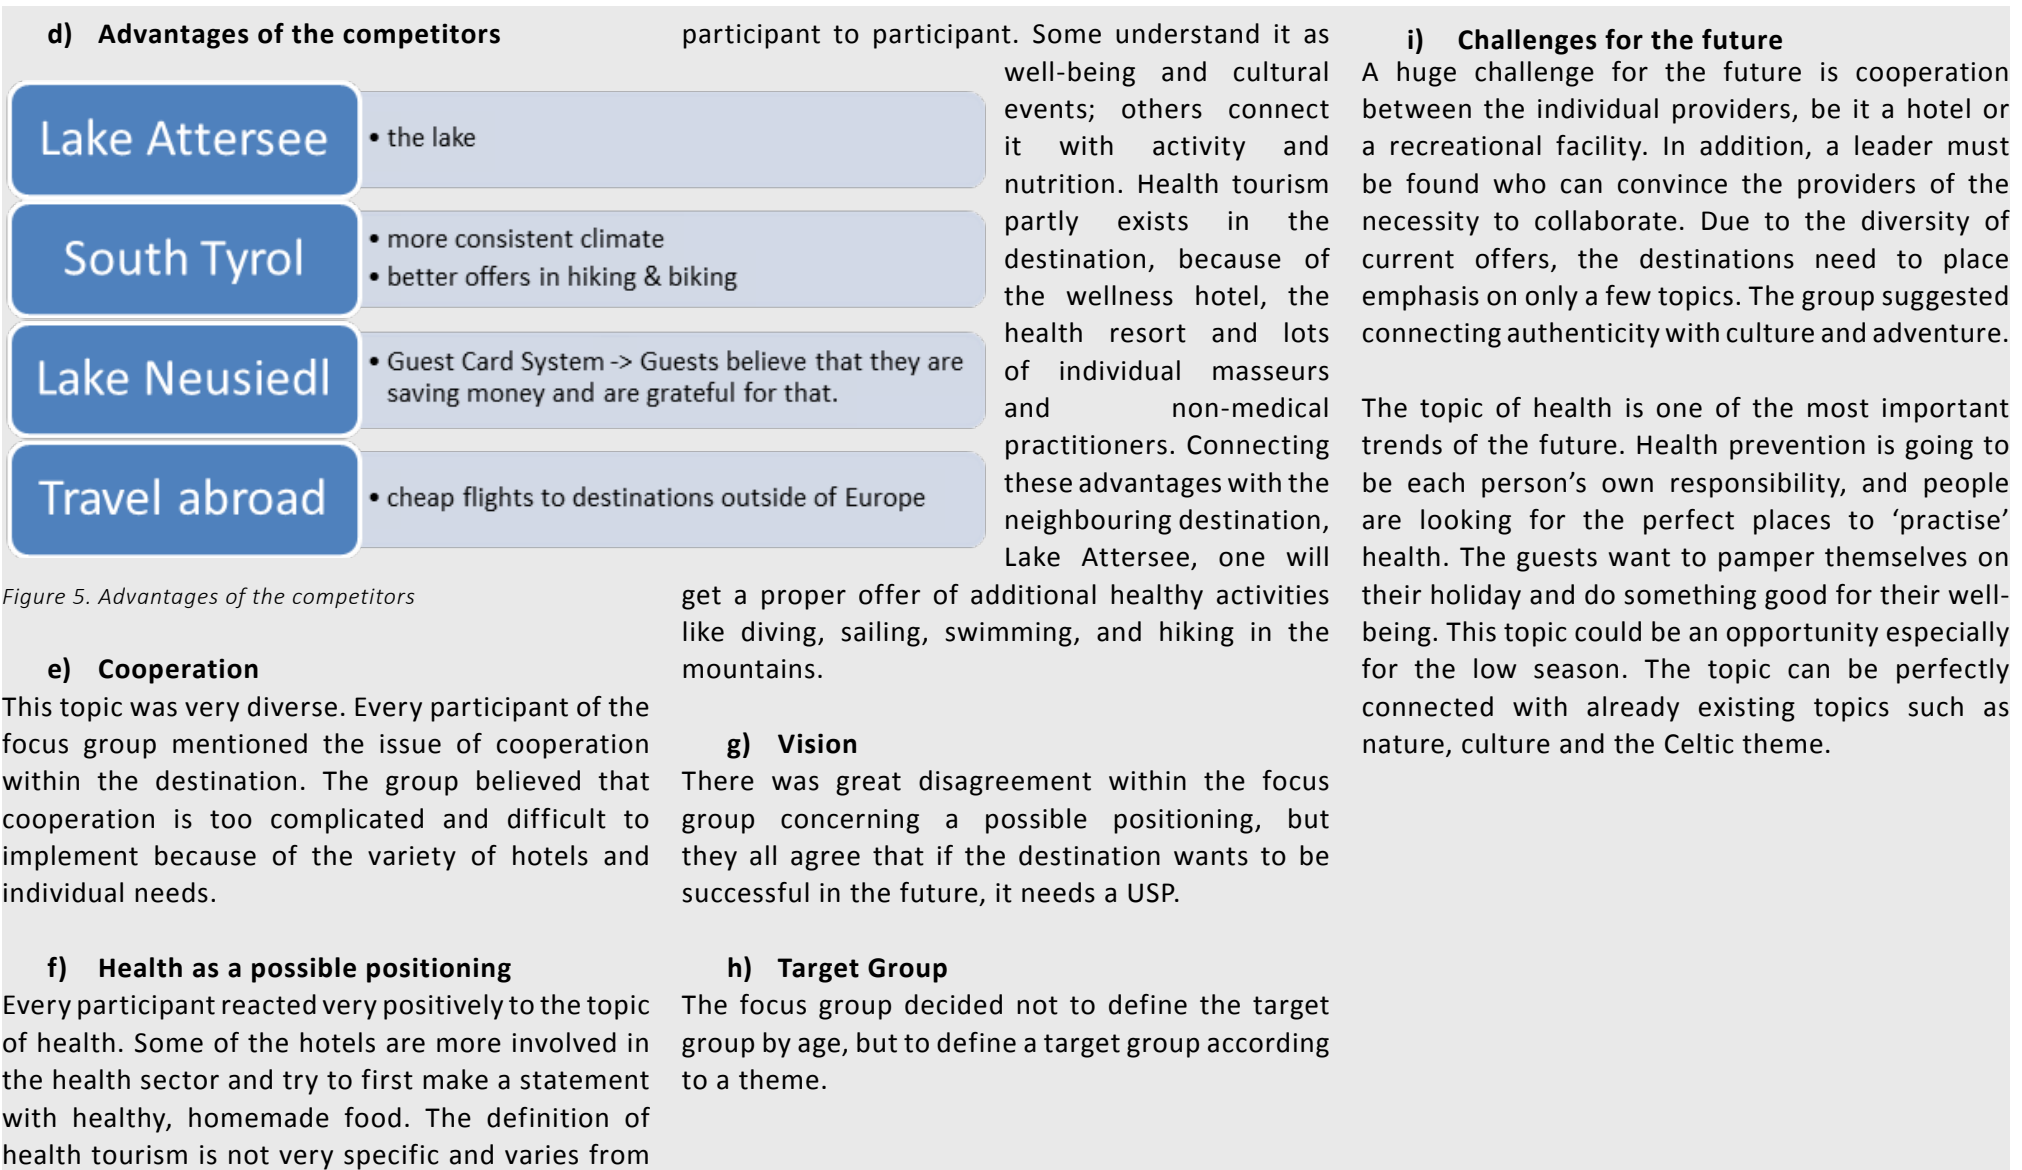 d) Advantages of the competitors
Lake Attersee
• the lake
South Tyrol
• more consistent climate
• better offers in hiking & biking
Lake Neusiedl
• Guest Card System -> Guests believe that they are
saving money and are grateful for that.
Travel abroad
• cheap flights to destinations outside of Europe
Figure 5. Advantages of the competitors
e) Cooperation
This topic was very diverse. Every participant of the
focus group mentioned the issue of cooperation
within the destination. The group believed that
cooperation is too complicated and difficult to
implement because of the variety of hotels and
individual needs.
f) Health as a possible positioning
Every participant reacted very positively to the topic
of health. Some of the hotels are more involved in
the health sector and try to first make a statement
with healthy, homemade food. The definition of
health tourism is not very specific and varies from
participant to participant. Some understand it as
well-being and cultural
events; others connect
it with activity and
nutrition. Health tourism
partly exists in the
destination, because of
the wellness hotel, the
health resort and lots
of individual masseurs
and non-medical
practitioners. Connecting
these advantages with the
neighbouring destination,
Lake Attersee, one will
get a proper offer of additional healthy activities
like diving, sailing, swimming, and hiking in the
mountains.
g) Vision
There was great disagreement within the focus
group concerning a possible positioning, but
they all agree that if the destination wants to be
successful in the future, it needs a USP.
h) Target Group
The focus group decided not to define the target
group by age, but to define a target group according
to a theme.
i) Challenges for the future
A huge challenge for the future is cooperation
between the individual providers, be it a hotel or
a recreational facility. In addition, a leader must
be found who can convince the providers of the
necessity to collaborate. Due to the diversity of
current offers, the destinations need to place
emphasis on only a few topics. The group suggested
connecting authenticity with culture and adventure.
The topic of health is one of the most important
trends of the future. Health prevention is going to
be each person’s own responsibility, and people
are looking for the perfect places to ‘practise’
health. The guests want to pamper themselves on
their holiday and do something good for their well-
being. This topic could be an opportunity especially
for the low season. The topic can be perfectly
connected with already existing topics such as
nature, culture and the Celtic theme.